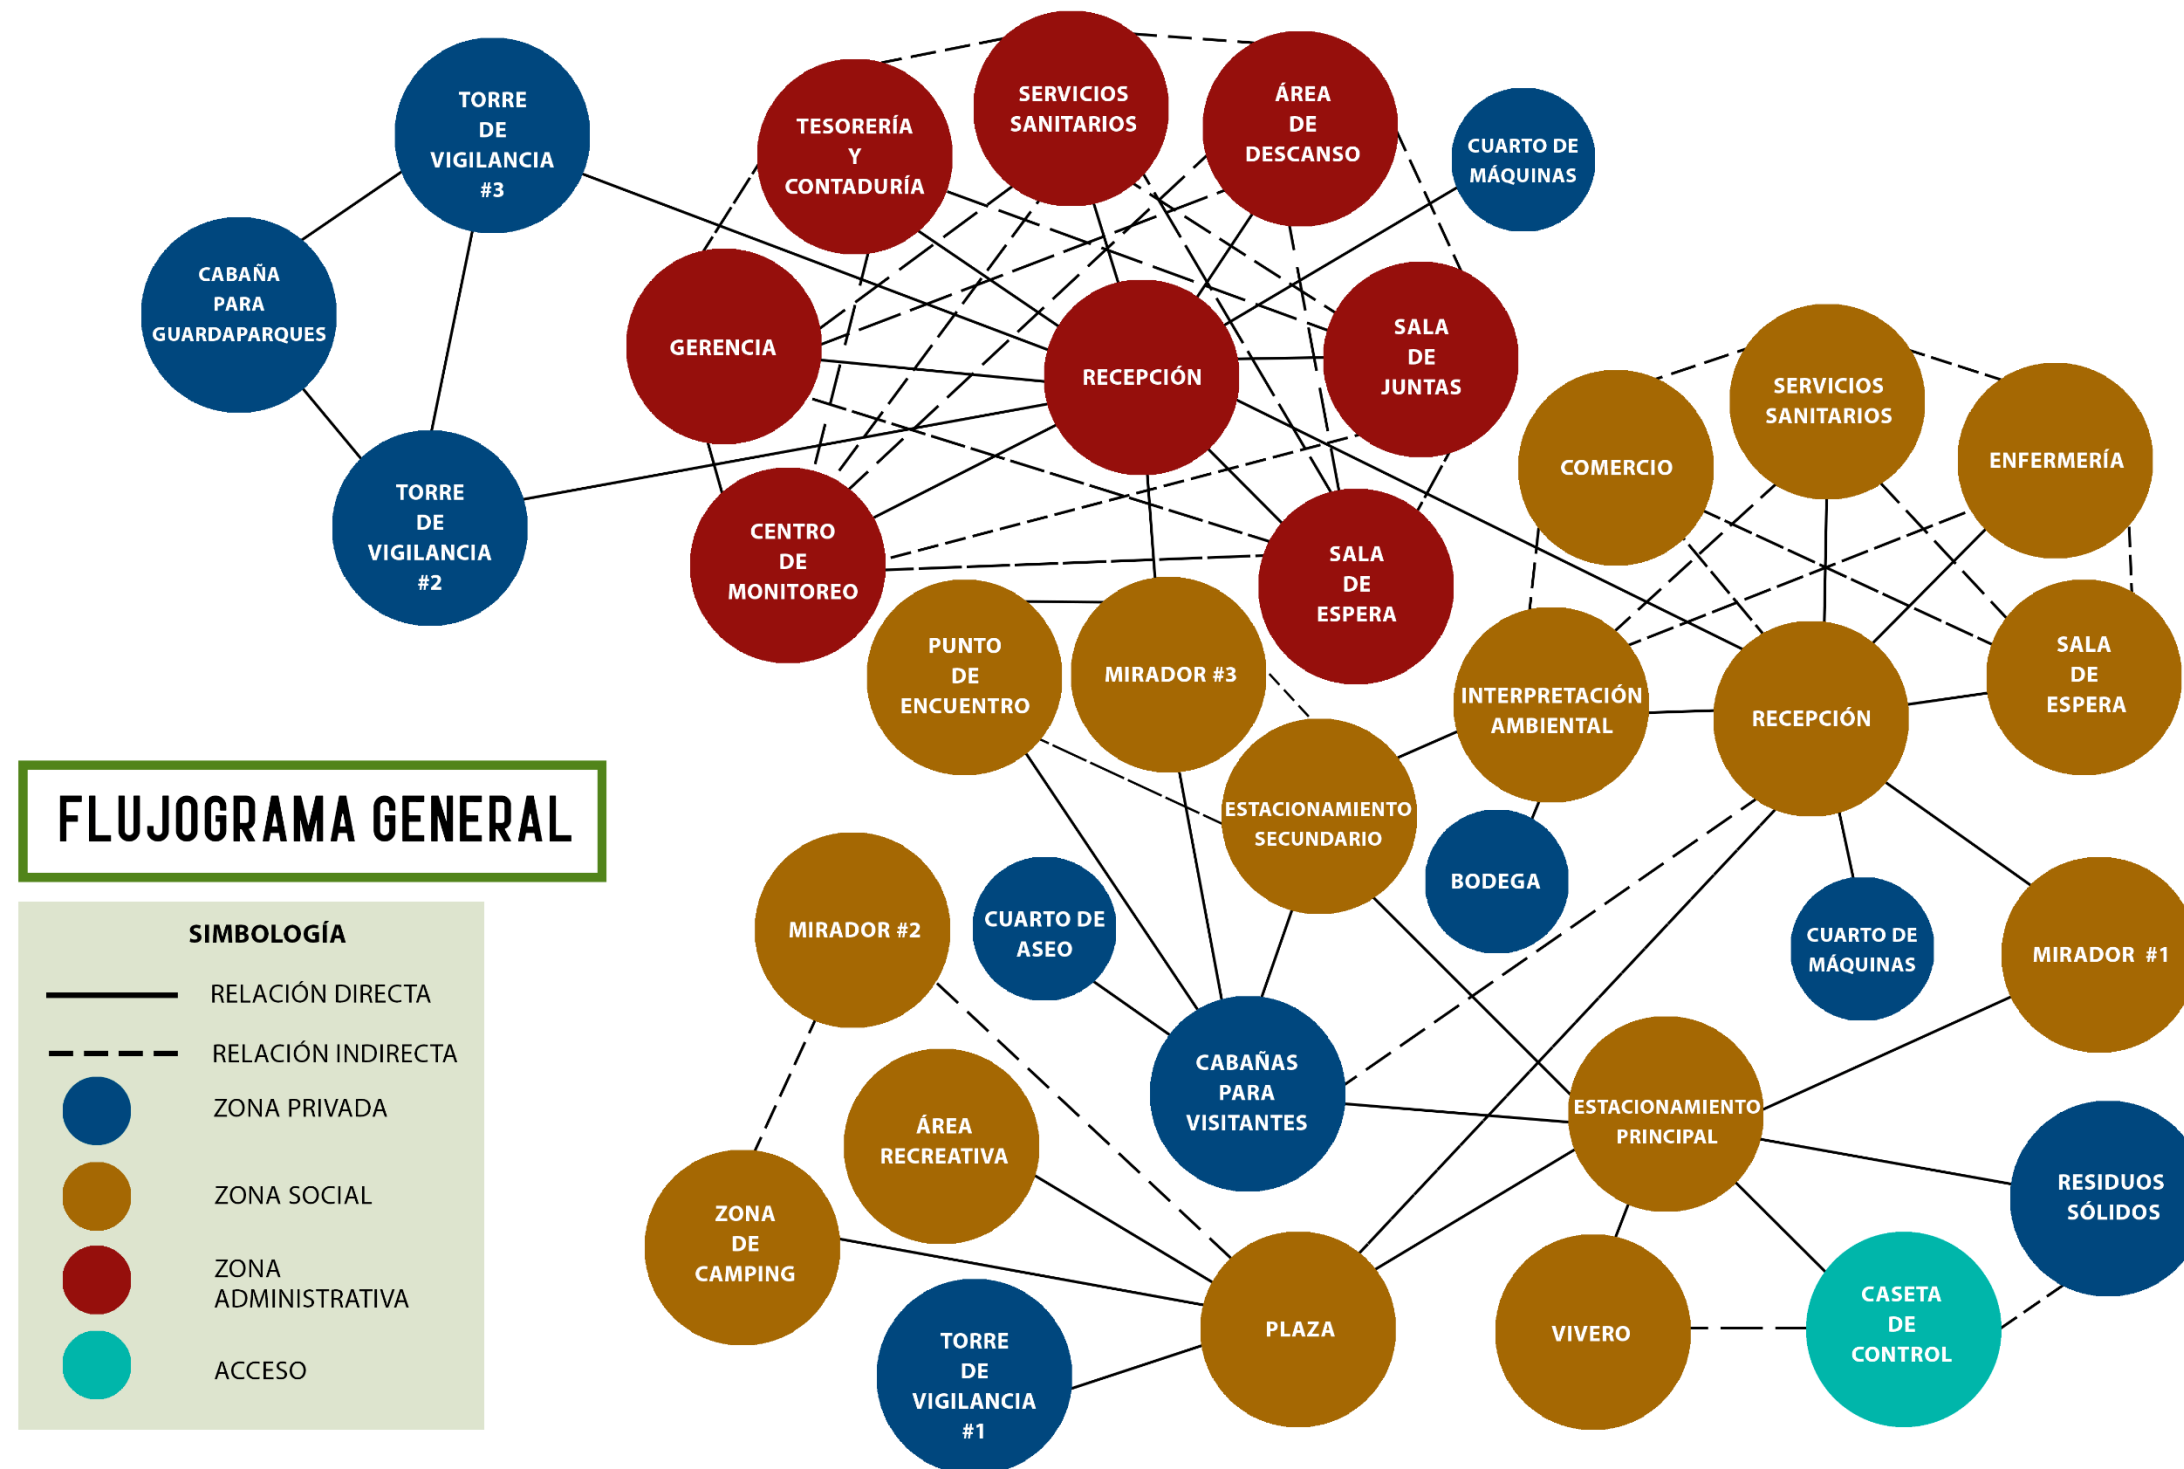 TORRE
DE
VIGILANCIA
#3
TESORERÍA
Y
CONTADURÍA
SERVICIOS
SANITARIOS
ÁREA
DE
DESCANSO
CUARTO DE
MÁQUINAS
CABAÑA
PARA
GUARDAPARQUES
GERENCIA
RECEPCIÓN
SALA
DE
JUNTAS
SERVICIOS
SANITARIOS
COMERCIO
ENFERMERÍA
TORRE
DE
VIGILANCIA
#2
CENTRO
DE
MONITOREO
SALA
DE
ESPERA
PUNTO
DE
ENCUENTRO
MIRADOR #3
INTERPRETACIÓN
AMBIENTAL
RECEPCIÓN
SALA
DE
ESPERA
FLUJOGRAMA GENERAL
ESTACIONAMIENTO
SECUNDARIO
BODEGA
MIRADOR #2
CUARTO DE
ASEO
CUARTO DE
MÁQUINAS
MIRADOR #1
SIMBOLOGÍA
RELACIÓN DIRECTA
RELACIÓN INDIRECTA
ZONA PRIVADA
ZONA SOCIAL
ZONA
ADMINISTRATIVA
ACCESO
CABAÑAS
PARA
VISITANTES
ÁREA
RECREATIVA
ESTACIONAMIENTO
PRINCIPAL
RESIDUOS
SÓLIDOS
ZONA
DE
CAMPING
PLAZA
VIVERO
CASETA
DE
CONTROL
TORRE
DE
VIGILANCIA
#1